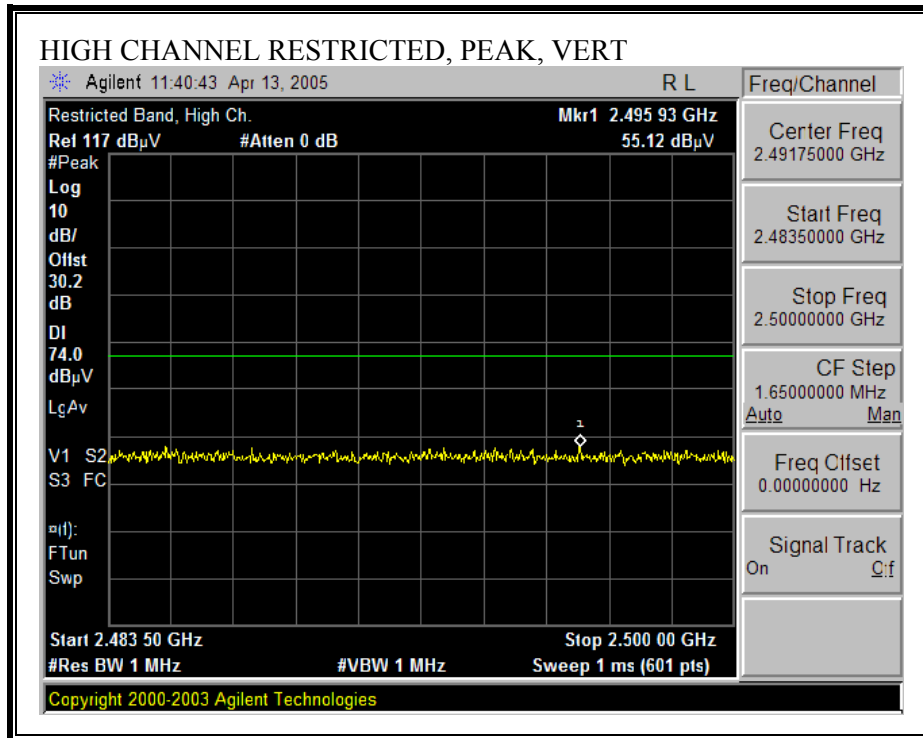 HIGH CHANNEL RESTRICTED, PEAK, VERT
Agilent 11:40:43 Apr 13, 2005 R L
Freq/Channel
Restricted Band, High Ch. Mkr1 2.495 93 GHz
Ref 117 dBµV #Atten 0 dB 55.12 dBµV
#Peak
Log
10
dB/
Offst
30.2
dB
DI
74.0
dBµV
LgAv
1
V1 S2
S3 FC
¤(f):
FTun
Swp
Start 2.483 50 GHz Stop 2.500 00 GHz
#Res BW 1 MHz #VBW 1 MHz Sweep 1 ms (601 pts)
Center Freq
2.49175000 GHz
Start Freq
2.48350000 GHz
Stop Freq
2.50000000 GHz
CF Step
1.65000000 MHz
Auto Man
Freq Offset
0.00000000 Hz
Signal Track
On Off
Copyright 2000-2003 Agilent Technologies